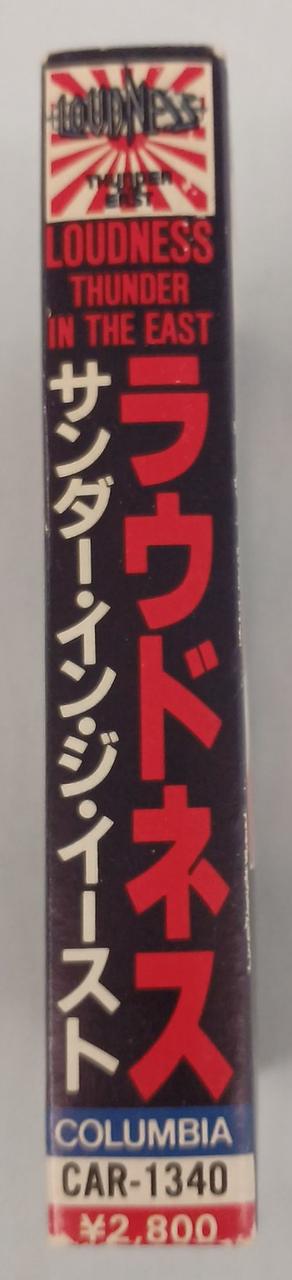 LOUDNESS
THUNDER
IN THE
EAST
LOUDNESS
THUNDER
IN THE EAST
ラウドネス
サンダー・イン・ジ・イースト
COLUMBIA
CAR-1340
¥2,800